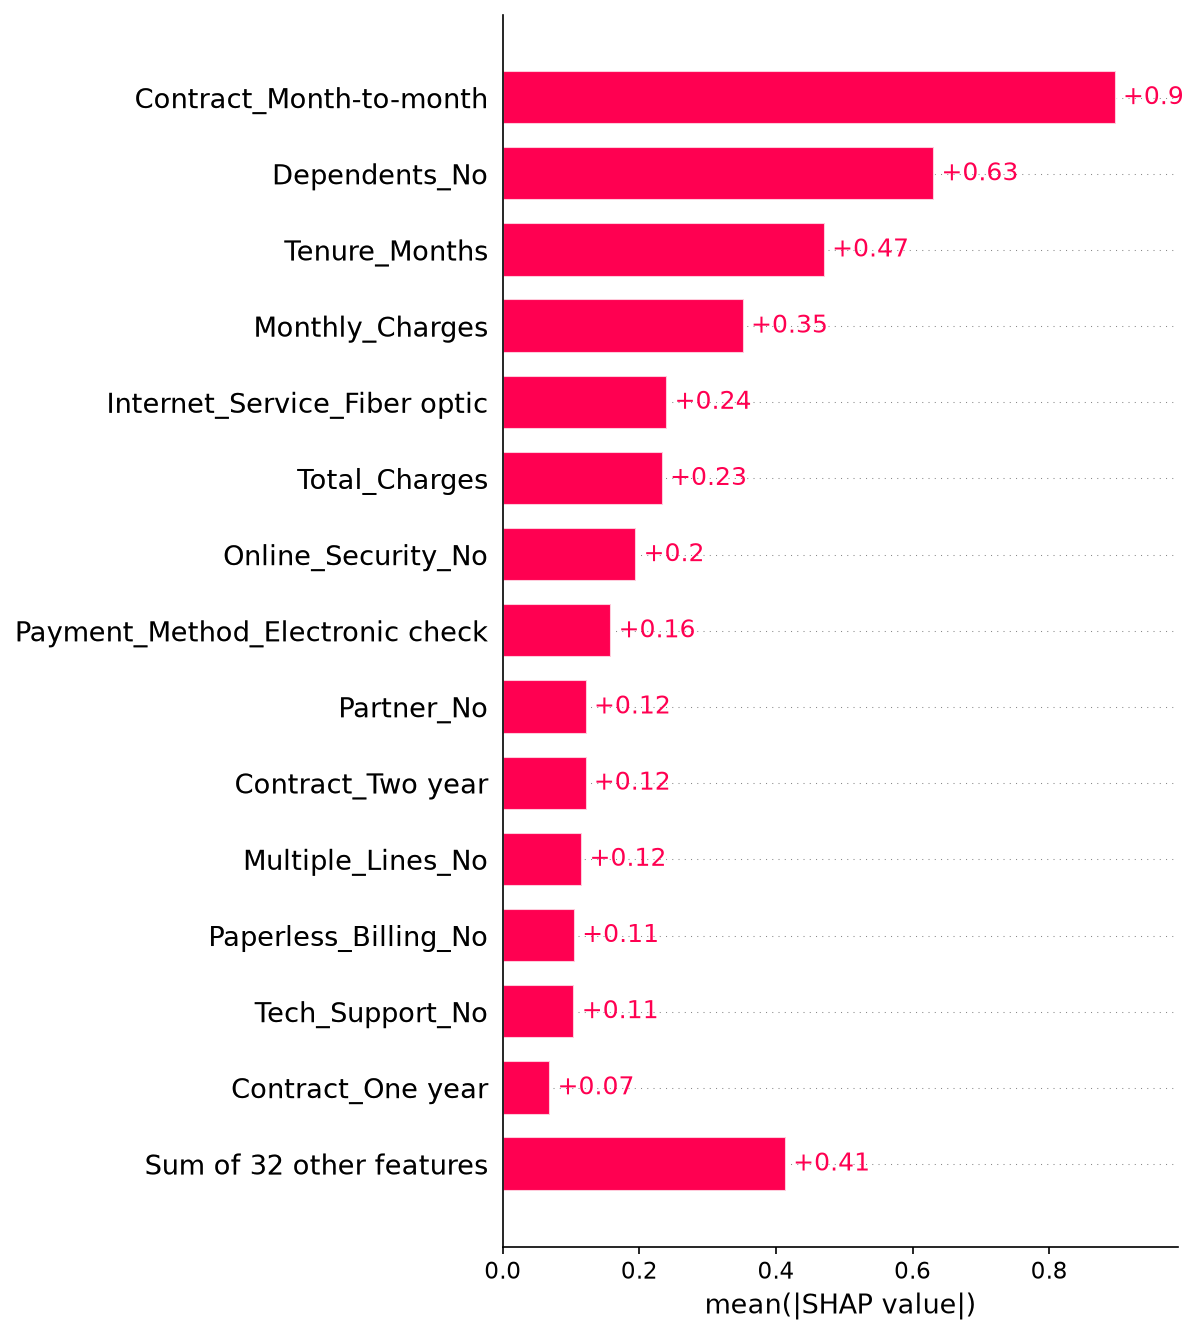 Contract_Month-to-month +0.9
Dependents_No +0.63
Tenure_Months +0.47
Monthly_Charges +0.35
Internet_Service_Fiber optic +0.24
Total_Charges +0.23
Online_Security_No +0.2
Payment_Method_Electronic check +0.16
Partner_No +0.12
Contract_Two year +0.12
Multiple_Lines_No +0.12
Paperless_Billing_No +0.11
Tech_Support_No +0.11
Contract_One year +0.07
Sum of 32 other features +0.41
0.0 0.2 0.4 0.6 0.8
mean(|SHAP value|)